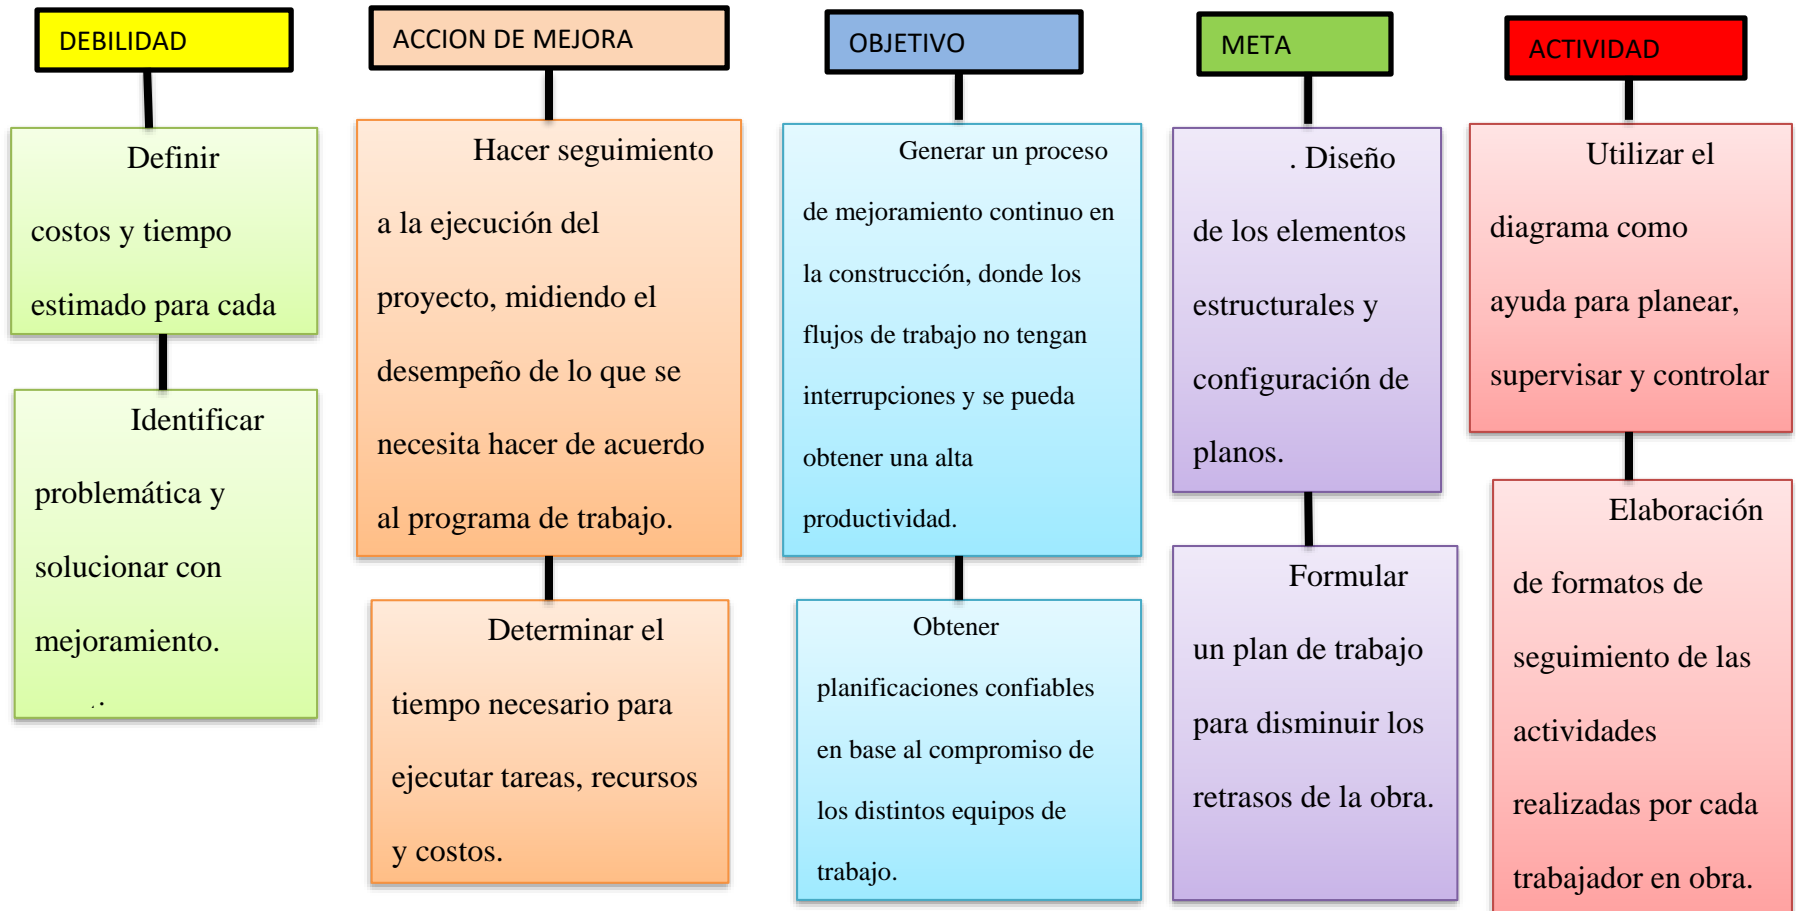 DEBILIDAD
Definir
costos y tiempo
estimado para cada
Identificar
problemática y
solucionar con
mejoramiento.
ACCION DE MEJORA
Hacer seguimiento
a la ejecución del
proyecto, midiendo el
desempeño de lo que se
necesita hacer de acuerdo
al programa de trabajo.
Determinar el
tiempo necesario para
ejecutar tareas, recursos
y costos.
OBJETIVO
Generar un proceso
de mejoramiento continuo en
la construcción, donde los
flujos de trabajo no tengan
interrupciones y se pueda
obtener una alta
productividad.
Obtener
planificaciones confiables
en base al compromiso de
los distintos equipos de
trabajo.
META
. Diseño
de los elementos
estructurales y
configuración de
planos.
Formular
un plan de trabajo
para disminuir los
retrasos de la obra.
ACTIVIDAD
Utilizar el
diagrama como
ayuda para planear,
supervisar y controlar
Elaboración
de formatos de
seguimiento de las
actividades
realizadas por cada
trabajador en obra.